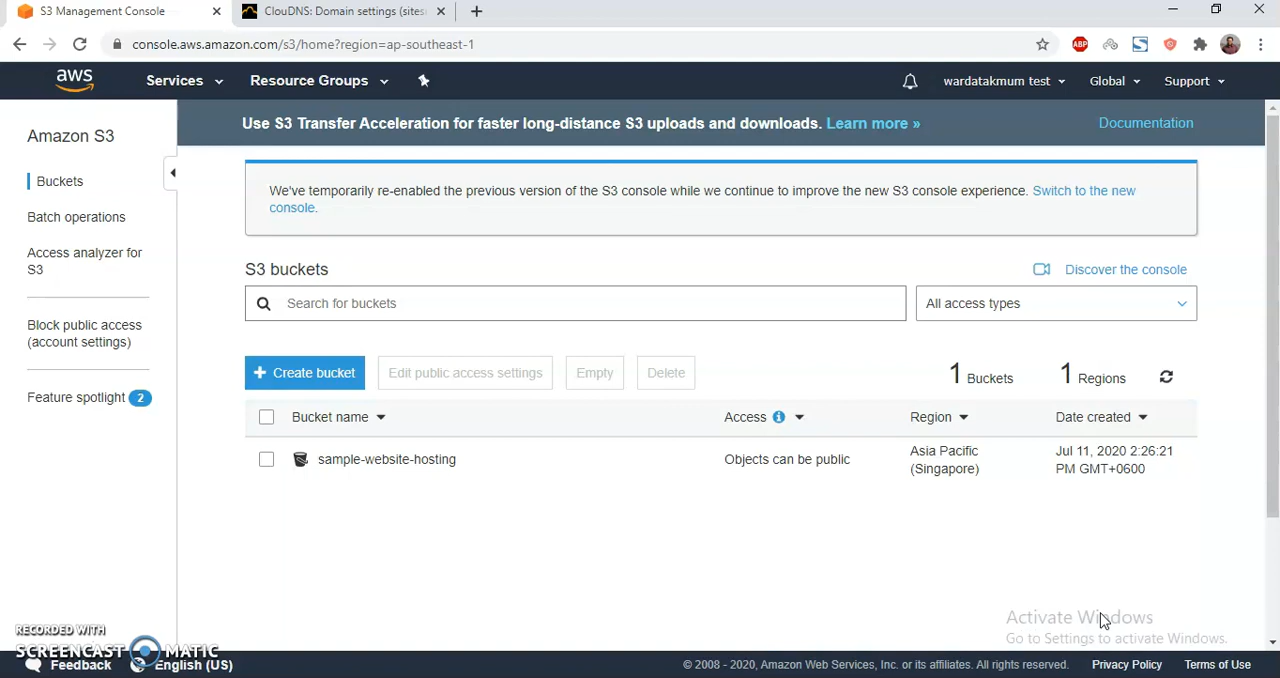 S3 Management Console
ClouDNS: Domain settings (sites
console.aws.amazon.com/s3/home?region=ap-southeast-1
ABP
aws
Services
Resource Groups
wardatakmum test
Global
Support
Amazon S3
Buckets
Batch operations
Access analyzer for
S3
Block public access
(account settings)
Feature spotlight 2
Use S3 Transfer Acceleration for faster long-distance S3 uploads and downloads. Learn more »
Documentation
We've temporarily re-enabled the previous version of the S3 console while we continue to improve the new S3 console experience. Switch to the new
console.
S3 buckets
Discover the console
Search for buckets
All access types
+ Create bucket
Edit public access settings
Empty
Delete
1 Buckets
1 Regions
Bucket name
Access
Region
Date created
sample-website-hosting
Objects can be public
Asia Pacific
(Singapore)
Jul 11, 2020 2:26:21
PM GMT+0600
Activate Windows
Go to Settings to activate Windows.
RECORDED WITH
SCREENCAST MATIC
Feedback
English (US)
© 2008 - 2020, Amazon Web Services, Inc. or its affiliates. All rights reserved.
Privacy Policy
Terms of Use